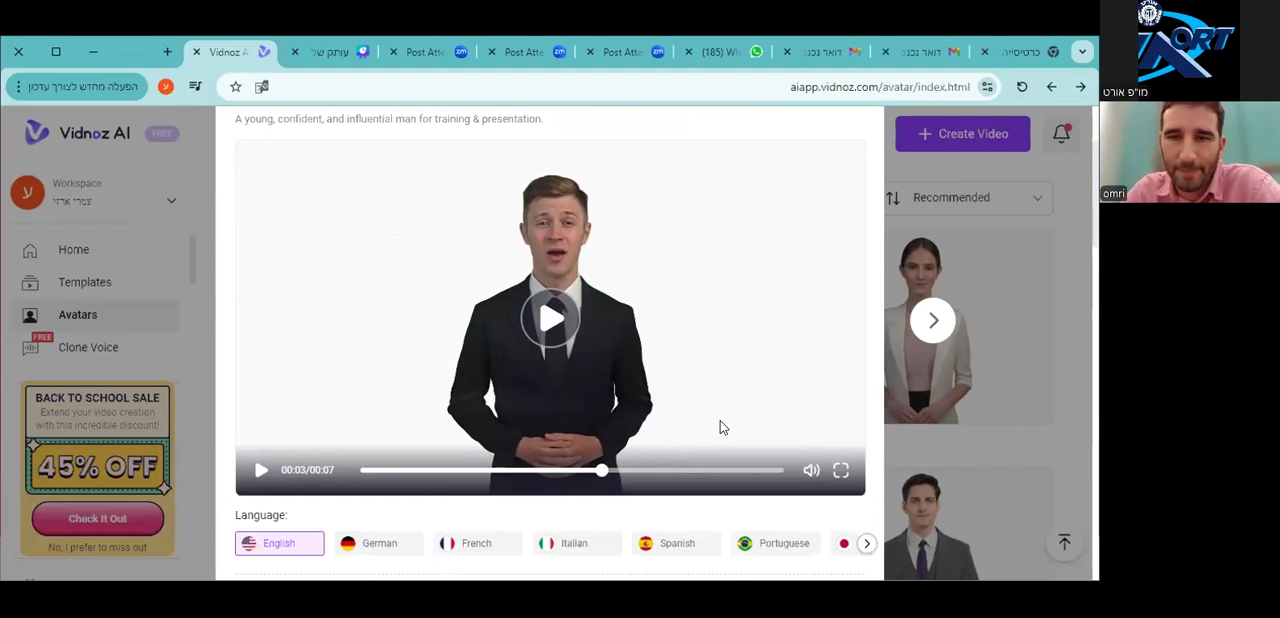 Vidnoz A
עותק של
Post Atte
Post Atte
Post Atte
(185) W
דואר נכנ
דואר נכנ
כרטיסייה
הפעלה מחדש לצורך עדכון
aiapp.vidnoz.com/avatar/index.html
Vidnoz AI FREE
Workspace
עמרי ארזי
ע
Home
Templates
Avatars
FREE
Clone Voice
BACK TO SCHOOL SALE
Extend your video creation
with this incredible discount!
45% OFF
Check It Out
No, I prefer to miss out
A young, confident, and influential man for training & presentation.
00:03/00:07
Language:
English German French Italian Spanish Portuguese
+ Create Video
Recommended
ORT
מו"פ אורט
omri